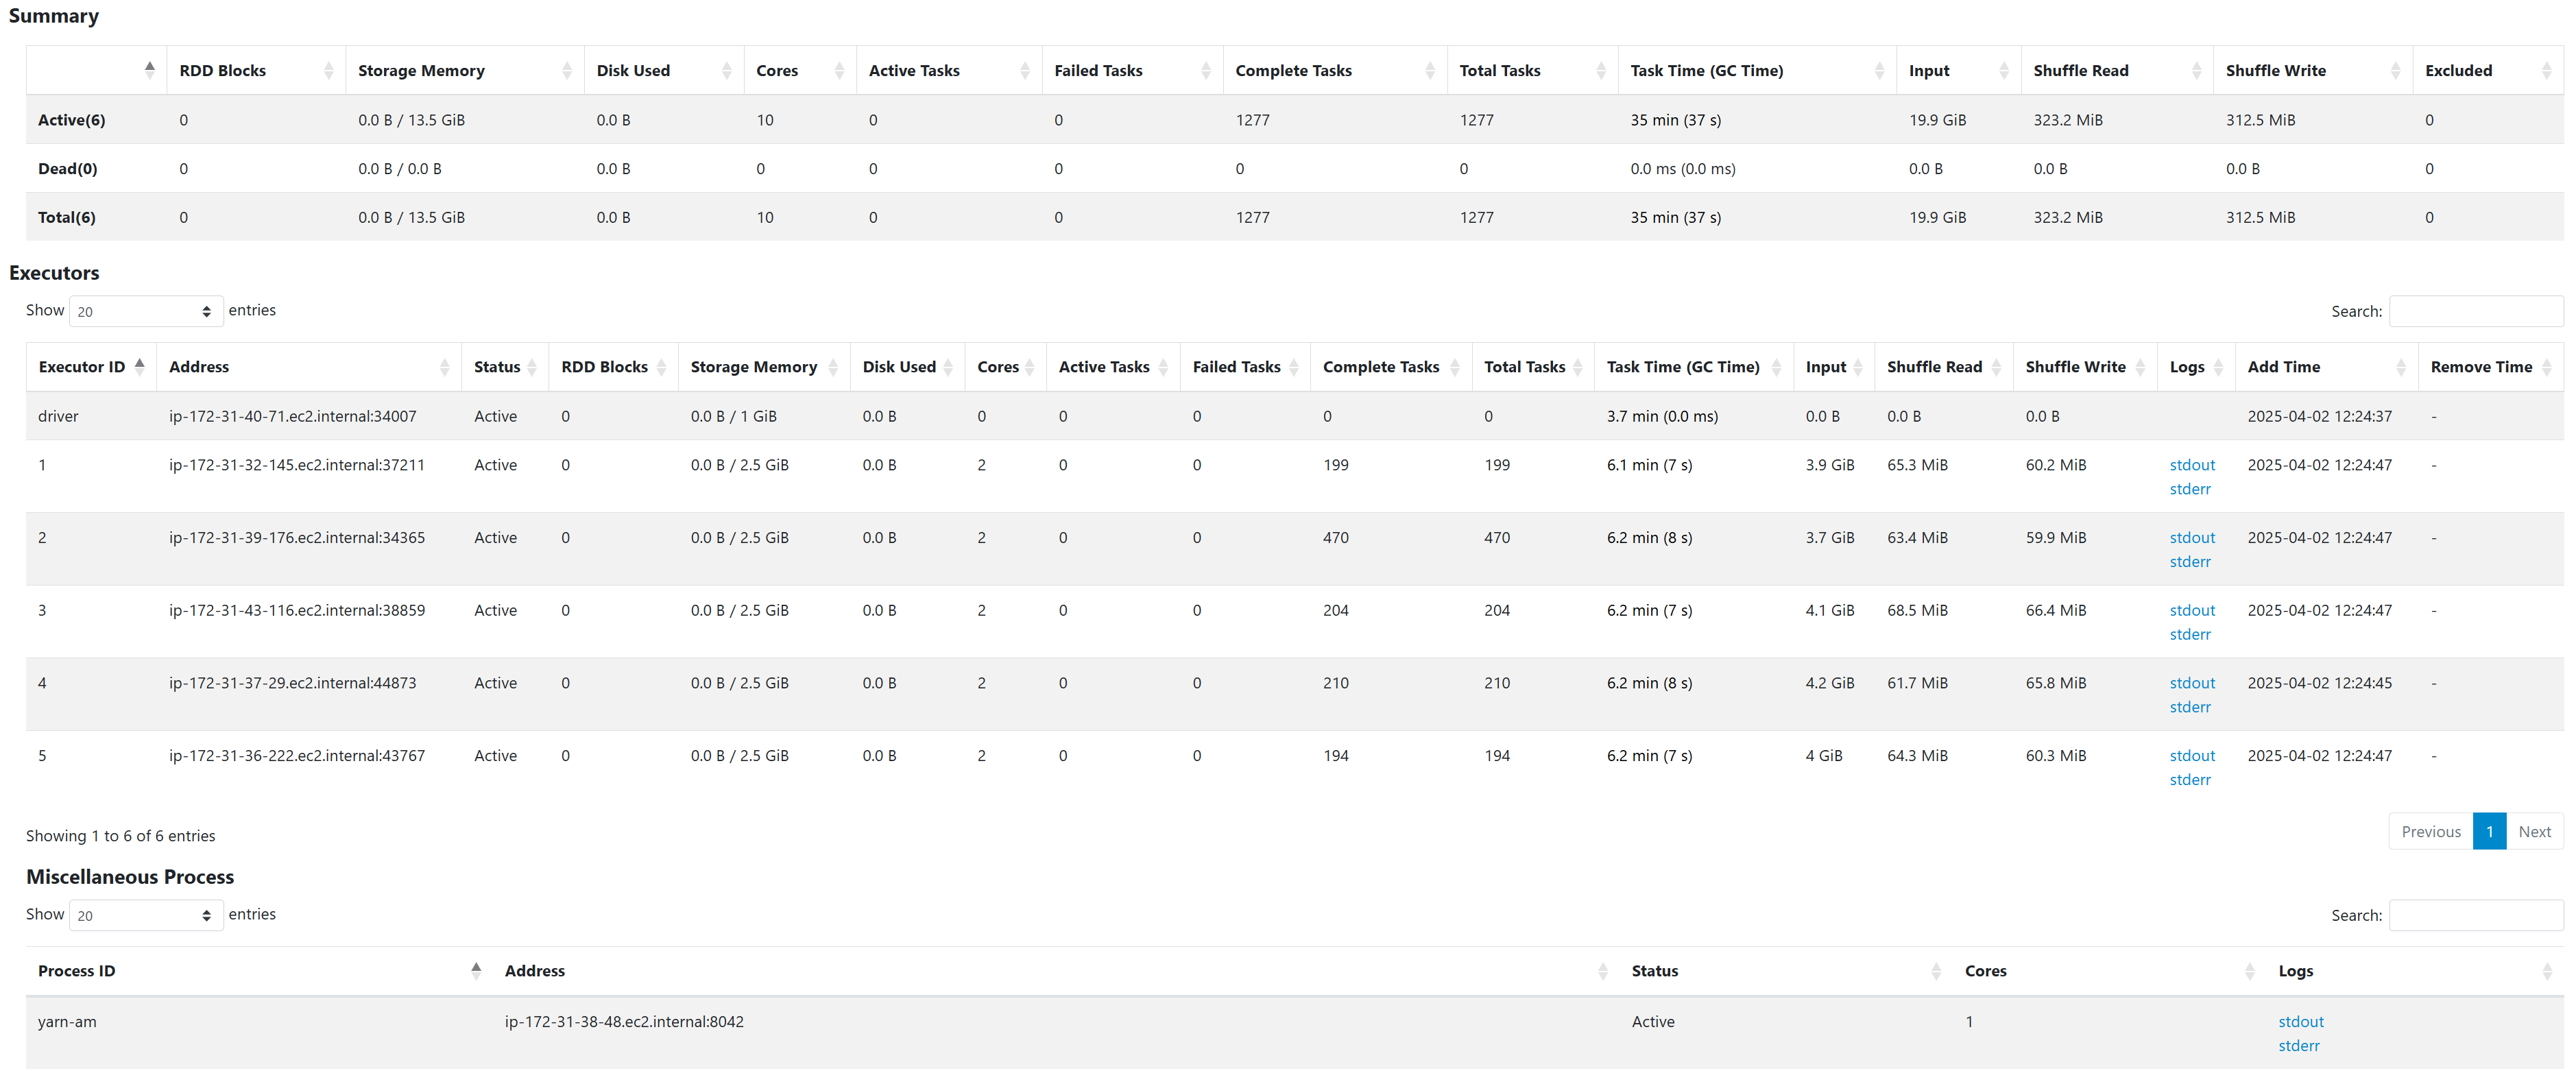 Summary
RDD Blocks Storage Memory Disk Used Cores Active Tasks Failed Tasks Complete Tasks Total Tasks Task Time (GC Time) Input Shuffle Read Shuffle Write Excluded
Active(6) 0 0.0 B / 13.5 GiB 0.0 B 10 0 0 1277 1277 35 min (37 s) 19.9 GiB 323.2 MiB 312.5 MiB 0
Dead(0) 0 0.0 B / 0.0 B 0.0 B 0 0 0 0 0 0.0 ms (0.0 ms) 0.0 B 0.0 B 0.0 B 0
Total(6) 0 0.0 B / 13.5 GiB 0.0 B 10 0 0 1277 1277 35 min (37 s) 19.9 GiB 323.2 MiB 312.5 MiB 0
Executors
Show 20 entries Search:
Executor ID Address Status RDD Blocks Storage Memory Disk Used Cores Active Tasks Failed Tasks Complete Tasks Total Tasks Task Time (GC Time) Input Shuffle Read Shuffle Write Logs Add Time Remove Time
driver ip-172-31-40-71.ec2.internal:34007 Active 0 0.0 B / 1 GiB 0.0 B 0 0 0 0 0 3.7 min (0.0 ms) 0.0 B 0.0 B 0.0 B 2025-04-02 12:24:37 -
1 ip-172-31-32-145.ec2.internal:37211 Active 0 0.0 B / 2.5 GiB 0.0 B 2 0 0 199 199 6.1 min (7 s) 3.9 GiB 65.3 MiB 60.2 MiB stdout 2025-04-02 12:24:47 -
stderr
2 ip-172-31-39-176.ec2.internal:34365 Active 0 0.0 B / 2.5 GiB 0.0 B 2 0 0 470 470 6.2 min (8 s) 3.7 GiB 63.4 MiB 59.9 MiB stdout 2025-04-02 12:24:47 -
stderr
3 ip-172-31-43-116.ec2.internal:38859 Active 0 0.0 B / 2.5 GiB 0.0 B 2 0 0 204 204 6.2 min (7 s) 4.1 GiB 68.5 MiB 66.4 MiB stdout 2025-04-02 12:24:47 -
stderr
4 ip-172-31-37-29.ec2.internal:44873 Active 0 0.0 B / 2.5 GiB 0.0 B 2 0 0 210 210 6.2 min (8 s) 4.2 GiB 61.7 MiB 65.8 MiB stdout 2025-04-02 12:24:45 -
stderr
5 ip-172-31-36-222.ec2.internal:43767 Active 0 0.0 B / 2.5 GiB 0.0 B 2 0 0 194 194 6.2 min (7 s) 4 GiB 64.3 MiB 60.3 MiB stdout 2025-04-02 12:24:47 -
stderr
Showing 1 to 6 of 6 entries Previous 1 Next
Miscellaneous Process
Show 20 entries Search:
Process ID Address Status Cores Logs
yarn-am ip-172-31-38-48.ec2.internal:8042 Active 1 stdout
stderr